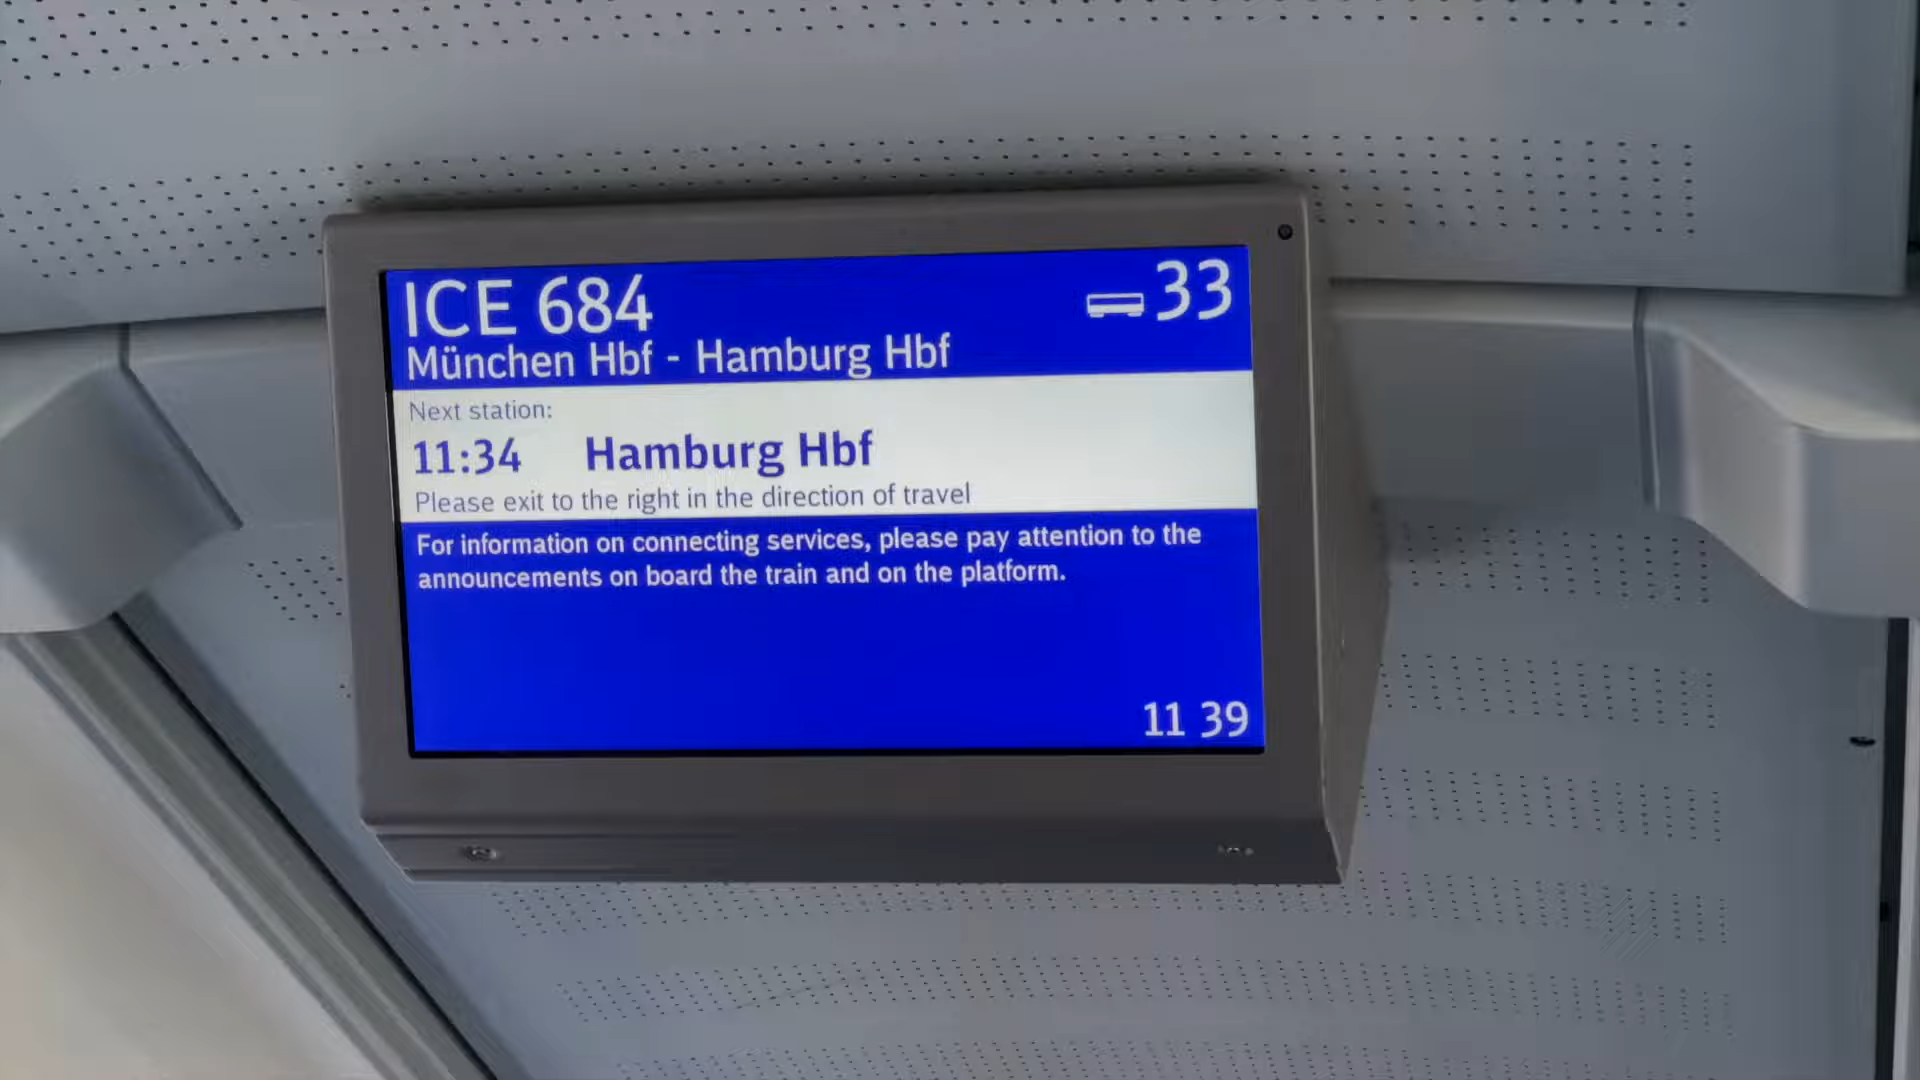 ICE 684
33
München Hbf - Hamburg Hbf
Next station:
11:34 Hamburg Hbf
Please exit to the right in the direction of travel
For information on connecting services, please pay attention to the
announcements on board the train and on the platform.
11 39